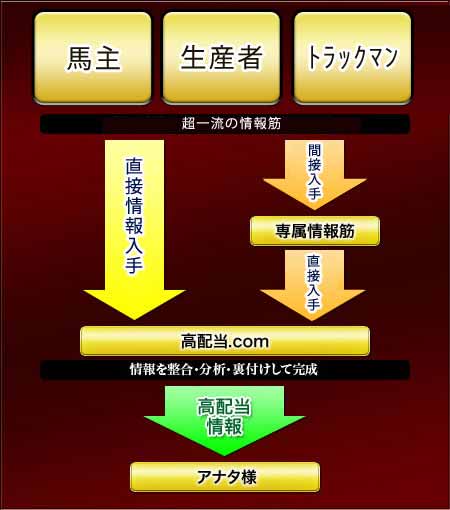 馬主
生産者
トラックマン
超一流の情報筋
直接情報入手
間接入手
専属情報筋
直接入手
高配当.com
情報を整合・分析・裏付けして完成
高配当
情報
アナタ様